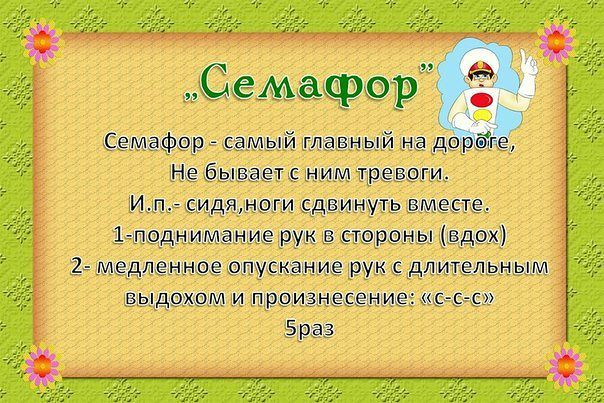 „Семафор”
Семафор - самый главный на дороге,
Не бывает с ним тревоги.
И.п.- сидя,ноги сдвинуть вместе.
1-поднимание рук в стороны (вдох)
2- медленное опускание рук с длительным
выдохом и произнесение: «с-с-с»
5раз